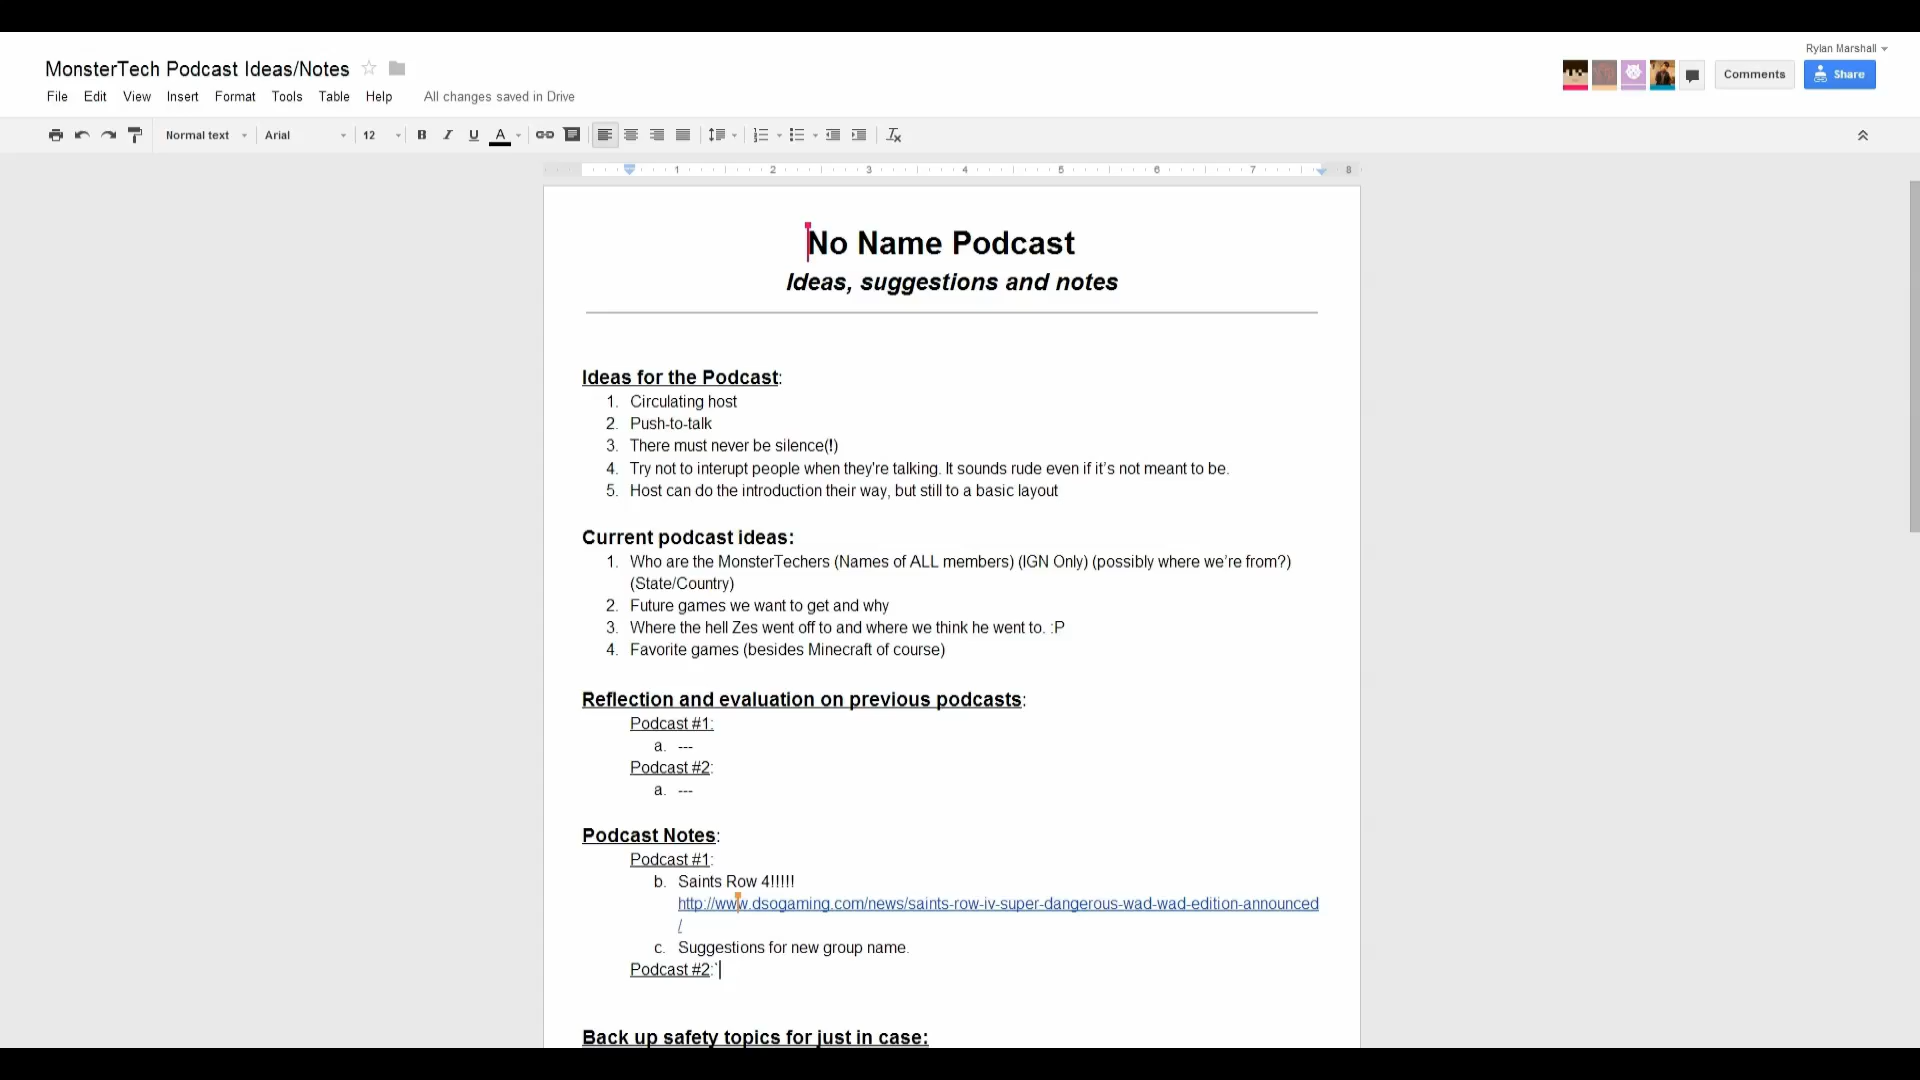 Rylan Marshall
MonsterTech Podcast Ideas/Notes
Comments
Share
File Edit View Insert Format Tools Table Help All changes saved in Drive
Normal text Arial 12 B I U A
1 2 3 4 5 6 7 8
No Name Podcast
Ideas, suggestions and notes
Ideas for the Podcast:
1. Circulating host
2. Push-to-talk
3. There must never be silence(!)
4. Try not to interupt people when they're talking. It sounds rude even if it’s not meant to be.
5. Host can do the introduction their way, but still to a basic layout
Current podcast ideas:
1. Who are the MonsterTechers (Names of ALL members) (IGN Only) (possibly where we’re from?)
(State/Country)
2. Future games we want to get and why
3. Where the hell Zes went off to and where we think he went to. :P
4. Favorite games (besides Minecraft of course)
Reflection and evaluation on previous podcasts:
Podcast #1:
a. ---
Podcast #2:
a. ---
Podcast Notes:
Podcast #1:
b. Saints Row 4!!!!!
http://www.dsogaming.com/news/saints-row-iv-super-dangerous-wad-wad-edition-announced
/
c. Suggestions for new group name.
Podcast #2:`
Back up safety topics for just in case: